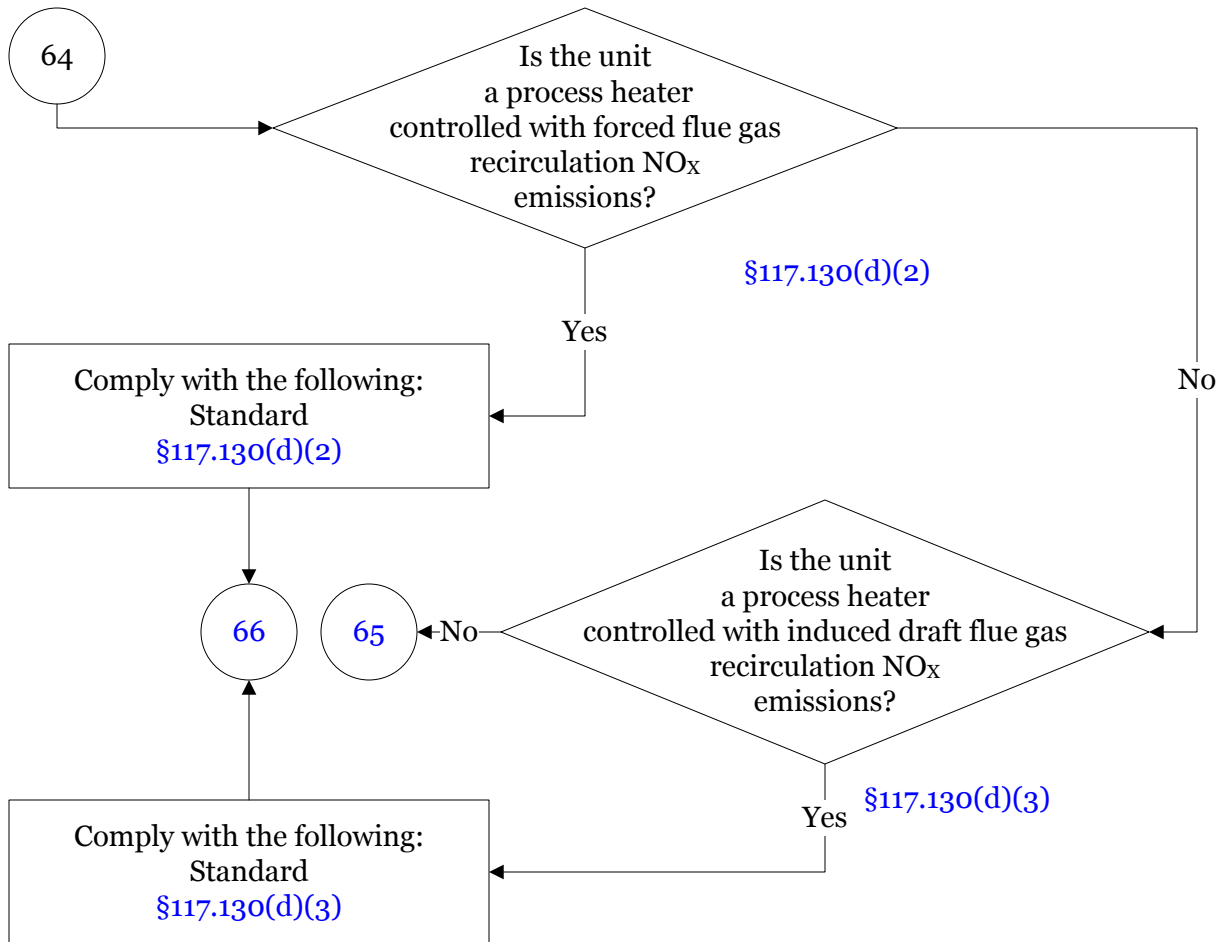 64
Is the unit
a process heater
controlled with forced flue gas
recirculation NOx
emissions?
§117.130(d)(2)
Yes
No
Comply with the following:
Standard
§117.130(d)(2)
66
65
No
Is the unit
a process heater
controlled with induced draft flue gas
recirculation NOx
emissions?
§117.130(d)(3)
Yes
Comply with the following:
Standard
§117.130(d)(3)